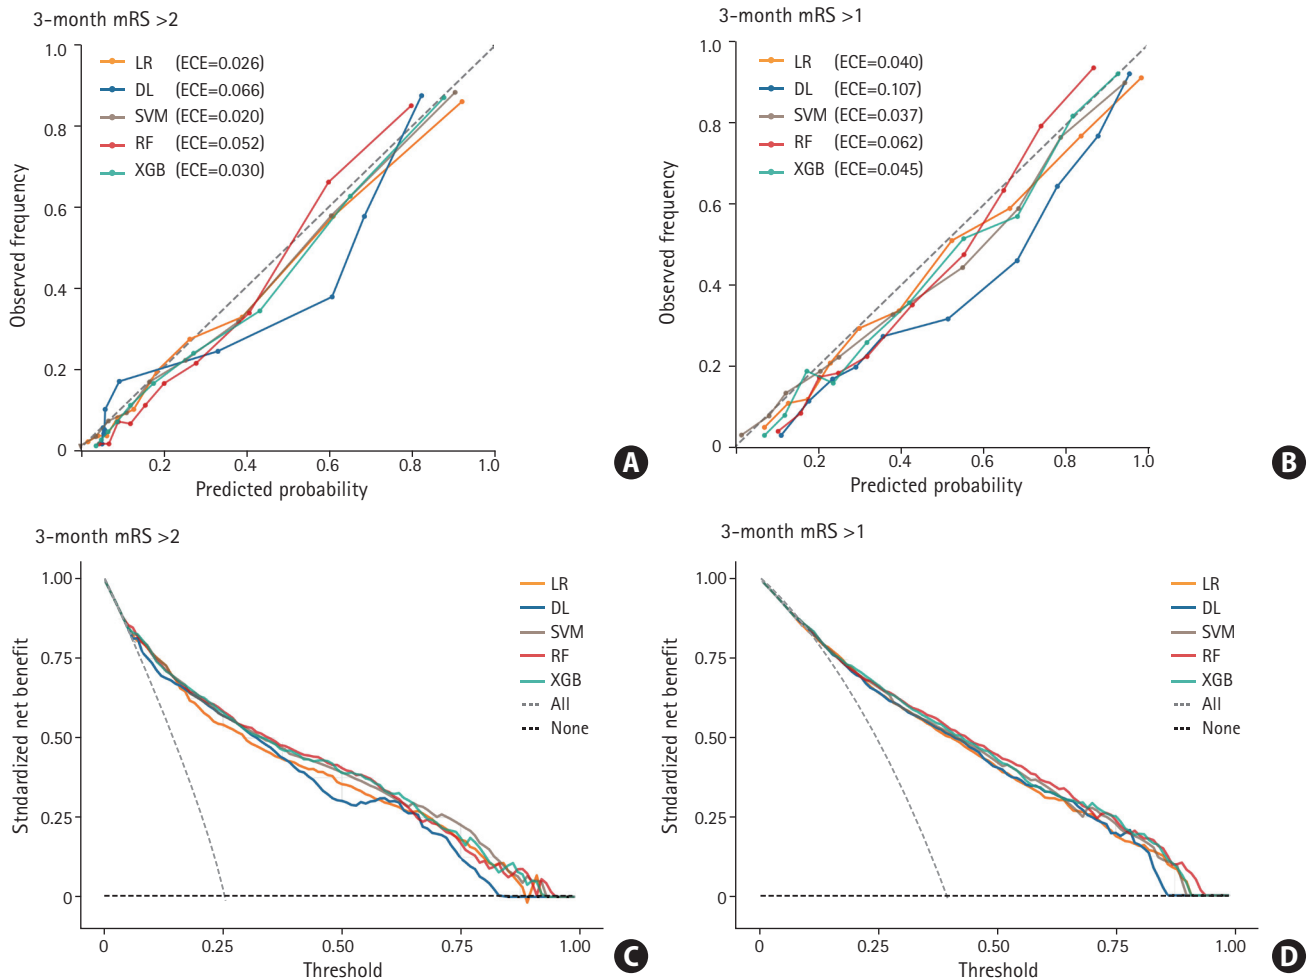 3-month mRS >2
1.0
0.8
0.6
0.4
0.2
0
0.2
0.4
0.6
0.8
1.0
Observed frequency
Predicted probability
LR (ECE=0.026)
DL (ECE=0.066)
SVM (ECE=0.020)
RF (ECE=0.052)
XGB (ECE=0.030)
A
3-month mRS >1
1.0
0.8
0.6
0.4
0.2
0
0.2
0.4
0.6
0.8
1.0
Observed frequency
Predicted probability
LR (ECE=0.040)
DL (ECE=0.107)
SVM (ECE=0.037)
RF (ECE=0.062)
XGB (ECE=0.045)
B
3-month mRS >2
1.00
0.75
0.50
0.25
0
0
0.25
0.50
0.75
1.00
Stndardized net benefit
Threshold
LR
DL
SVM
RF
XGB
All
None
C
3-month mRS >1
1.00
0.75
0.50
0.25
0
0
0.25
0.50
0.75
1.00
Stndardized net benefit
Threshold
LR
DL
SVM
RF
XGB
All
None
D